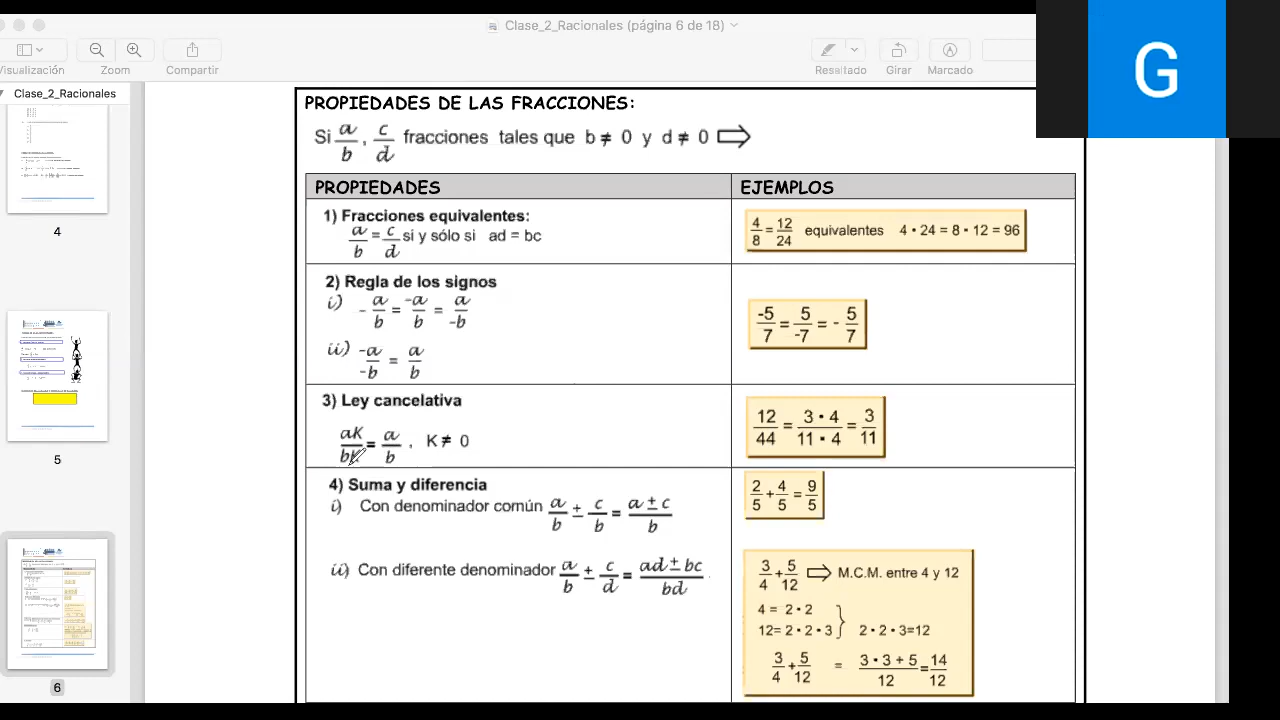 Clase_2_Racionales (página 6 de 18)
Visualización
Zoom
Compartir
Resaltado
Girar
Marcado
G
Clase_2_Racionales
4
5
6
PROPIEDADES DE LAS FRACCIONES:
Si a/b , c/d fracciones tales que b ≠ 0 y d ≠ 0 ⇒
PROPIEDADES
EJEMPLOS
1) Fracciones equivalentes:
a/b = c/d si y sólo si ad = bc
4/8 = 12/24 equivalentes 4 • 24 = 8 • 12 = 96
2) Regla de los signos
i) - a/b = -a/b = a/-b
ii) -a/-b = a/b
-5/7 = 5/-7 = - 5/7
3) Ley cancelativa
aK/bK = a/b , K ≠ 0
12/44 = 3 • 4/11 • 4 = 3/11
4) Suma y diferencia
i) Con denominador común a/b ± c/b = a ± c/b
2/5 + 4/5 = 9/5
ii) Con diferente denominador a/b ± c/d = ad ± bc/bd
3/4 + 5/12 ⇒ M.C.M. entre 4 y 12
4 = 2 • 2
12= 2 • 2 • 3 } 2 • 2 • 3=12
3/4 + 5/12 = 3 • 3 + 5/12 = 14/12